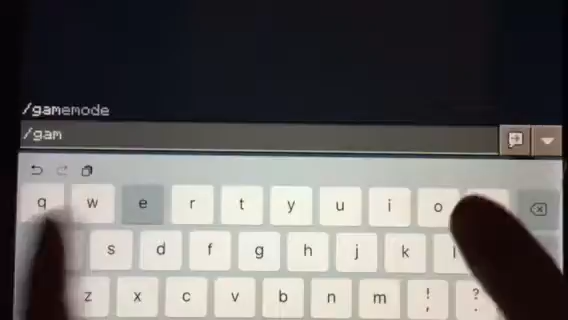 /gamemode
/gam
q w e r t y u i o
s d f g h j k l
z x c v b n m ! , ? .